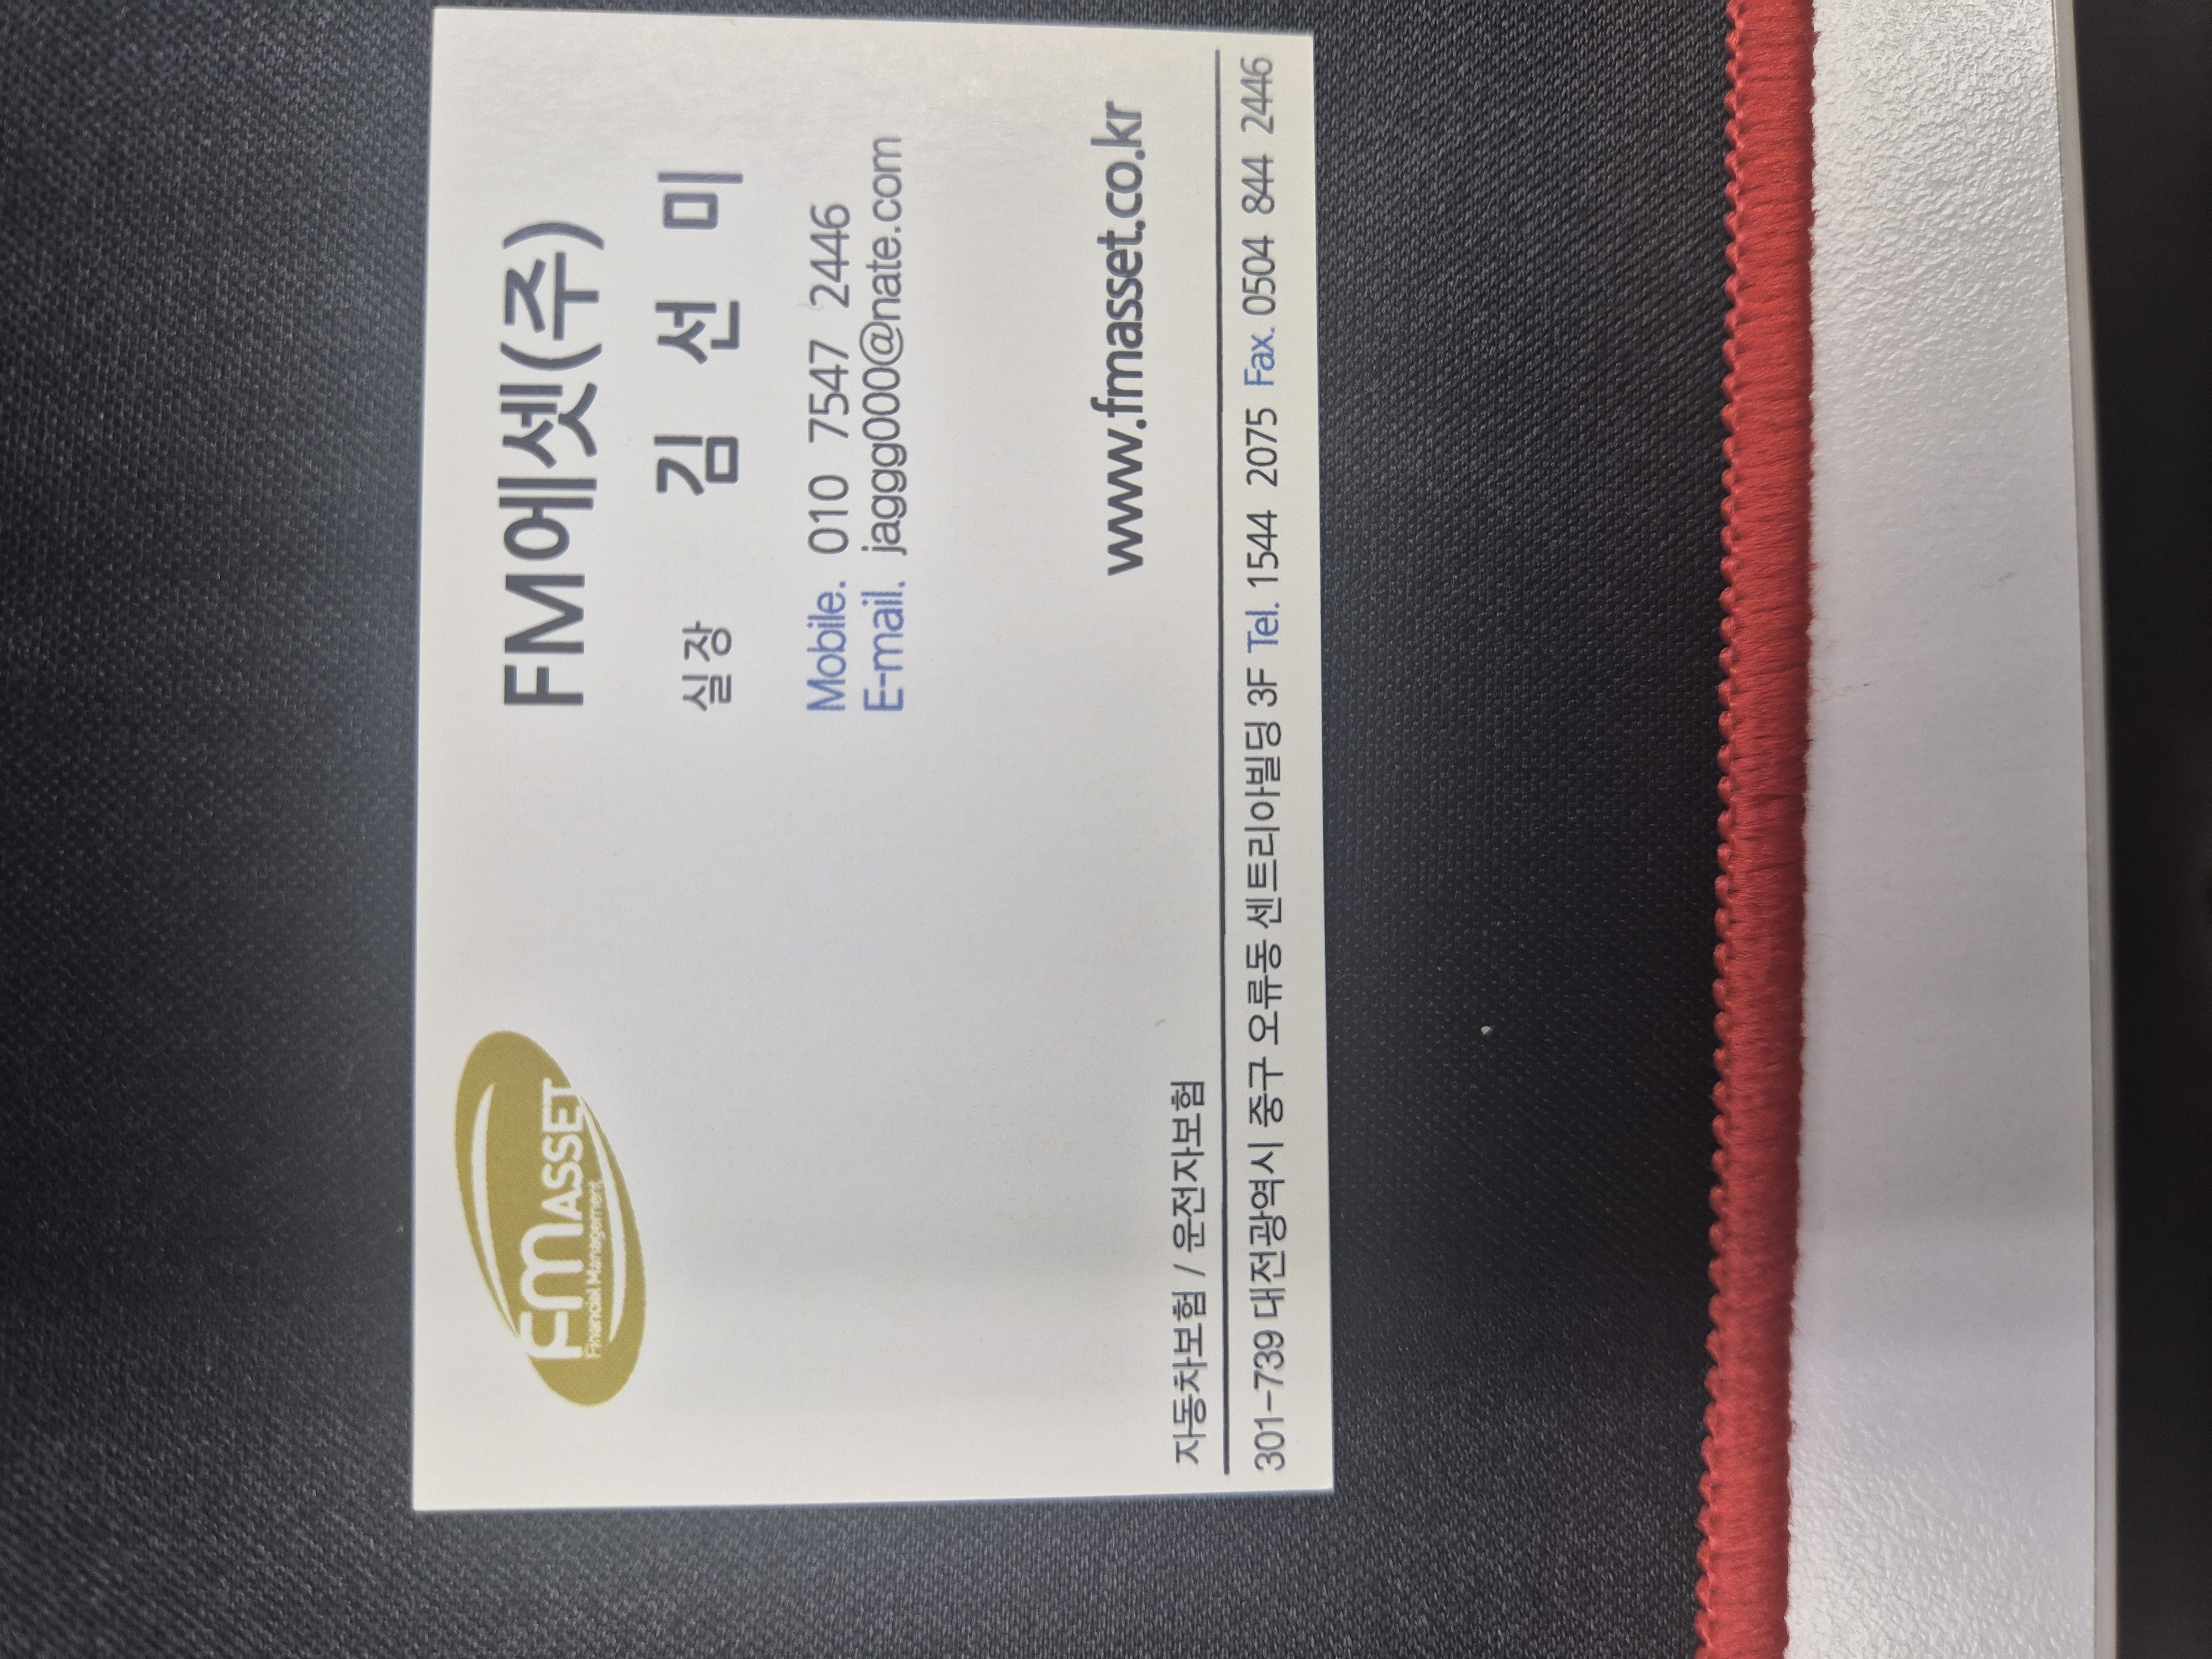 FM ASSET
Financial Management
FM에셋(주)
실장 김 선 미
Mobile. 010 7547 2446
E-mail. jaggg000@nate.com
www.fmasset.co.kr
자동차보험 / 운전자보험
301-739 대전광역시 중구 오류동 센트리아빌딩 3F Tel. 1544 2075 Fax. 0504 844 2446